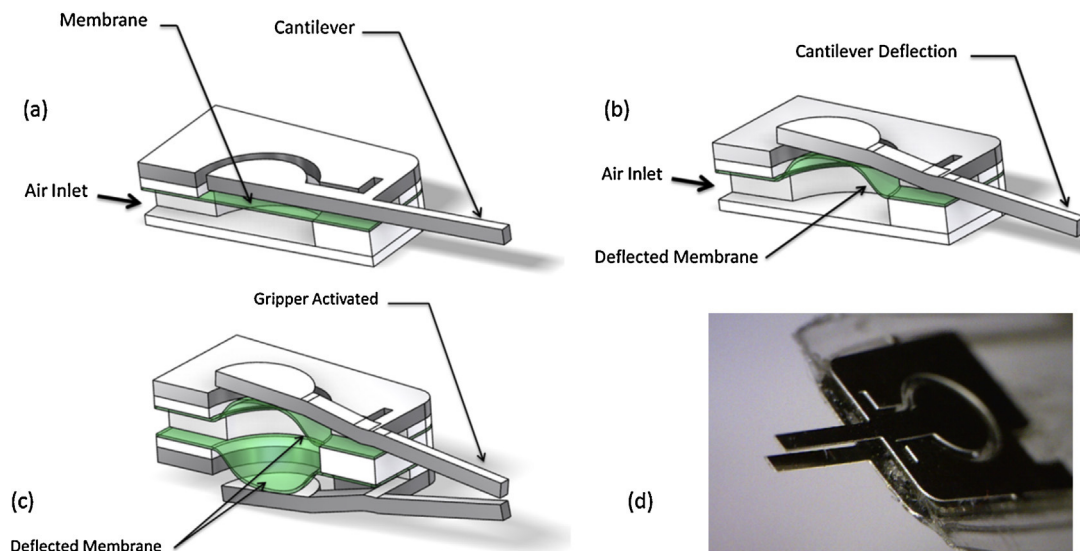 Membrane
Cantilever
(a)
Air Inlet
Cantilever Deflection
(b)
Air Inlet
Deflected Membrane
Gripper Activated
(c)
Deflected Membrane
(d)